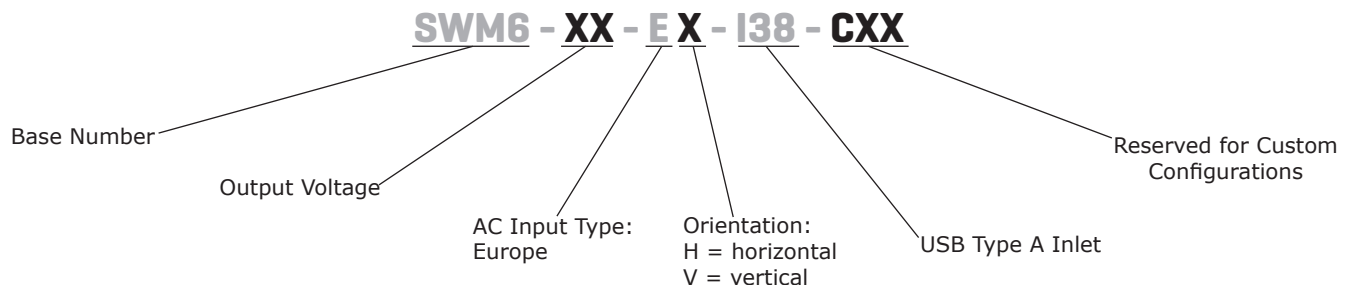 SWM6 - XX - E X - I38 - CXX
Base Number
Output Voltage
AC Input Type:
Europe
Orientation:
H = horizontal
V = vertical
USB Type A Inlet
Reserved for Custom
Configurations